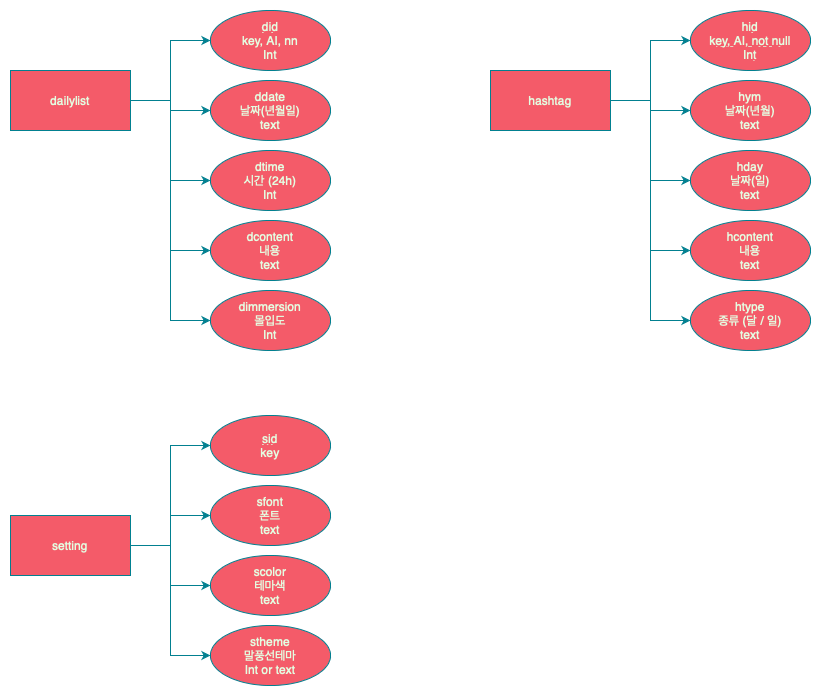 dailylist
did
key, AI, nn
Int
ddate
날짜(년월일)
text
dtime
시간 (24h)
Int
dcontent
내용
text
dimmersion
몰입도
Int
hashtag
hid
key, AI, not null
Int
hym
날짜(년월)
text
hday
날짜(일)
text
hcontent
내용
text
htype
종류 (달 / 일)
text
setting
sid
key
sfont
폰트
text
scolor
테마색
text
stheme
말풍선테마
Int or text